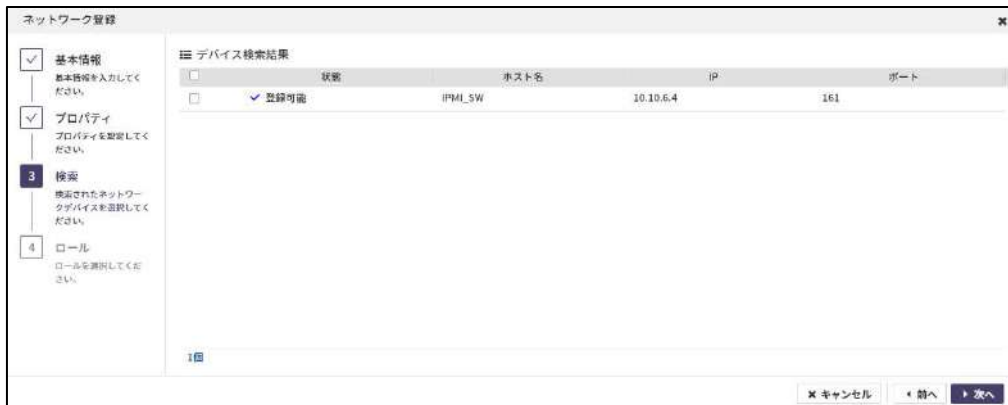 ネットワーク登録
基本情報
基本情報を入力してく
ださい。
プロパティ
プロパティを設定してく
ださい。
3 検索
検索されたネットワー
クデバイスを選択してく
ださい。
4 ロール
ロールを選択してくだ
さい。
デバイス検索結果
状態 ホスト名 IP ポート
登録可能 IPMI_SW 10.10.6.4 161
1個
キャンセル 前へ 次へ